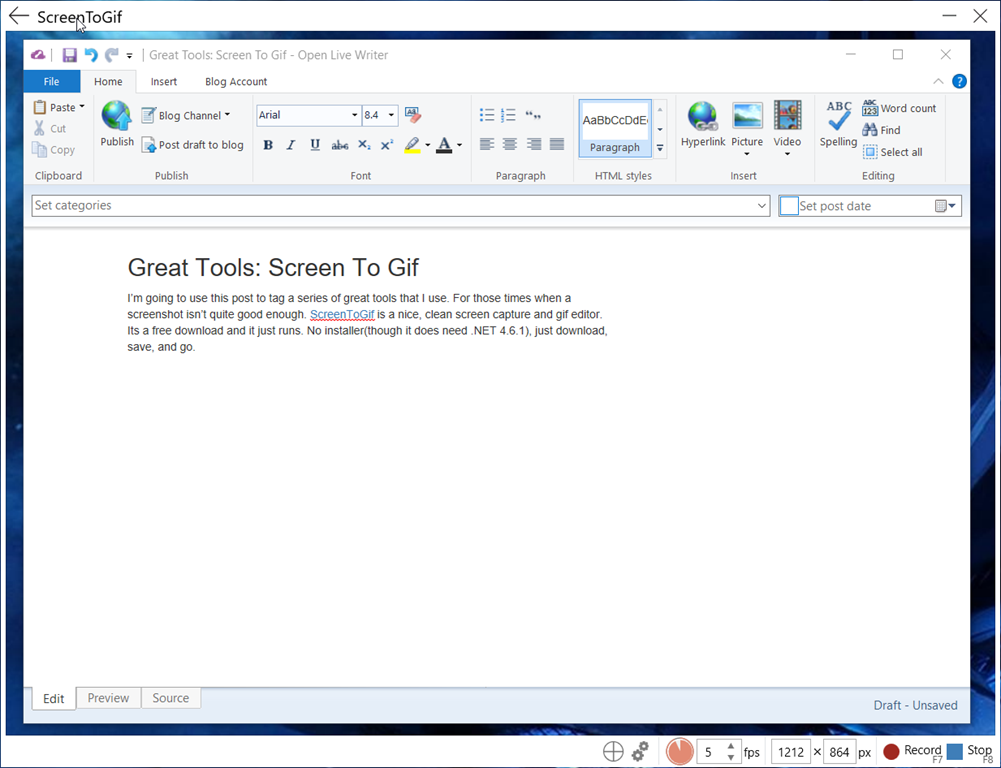 ScreenToGif
Great Tools: Screen To Gif - Open Live Writer
File Home Insert Blog Account
Paste
Cut
Copy
Clipboard
Publish
Blog Channel
Post draft to blog
Publish
Arial 8.4
B I U abc X₂ X² A
Font
Paragraph
AaBbCcDdE
Paragraph
HTML styles
Hyperlink Picture Video
Insert
ABC
Spelling
ABC
123
Word count
Find
Select all
Editing
Set categories
Set post date
Great Tools: Screen To Gif
I'm going to use this post to tag a series of great tools that I use. For those times when a
screenshot isn't quite good enough. ScreenToGif is a nice, clean screen capture and gif editor.
Its a free download and it just runs. No installer(though it does need .NET 4.6.1), just download,
save, and go.
Edit Preview Source
Draft - Unsaved
5 fps 1212 × 864 px Record F7 Stop F8